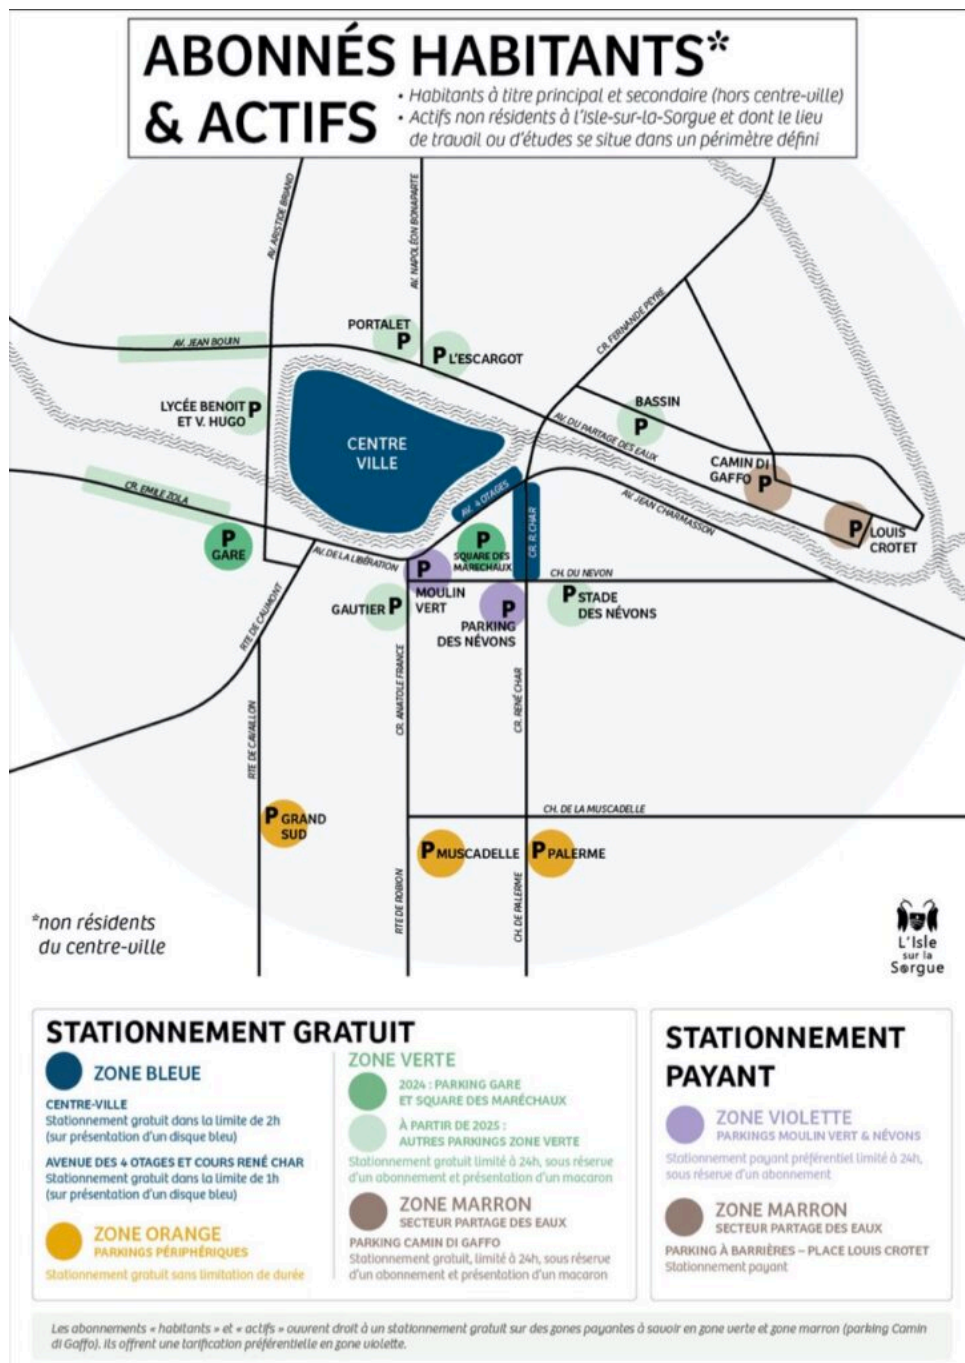 ABONNÉS HABITANTS*
& ACTIFS
• Habitants à titre principal et secondaire (hors centre-ville)
• Actifs non résidents à l'Isle-sur-la-Sorgue et dont le lieu
de travail ou d'études se situe dans un périmètre défini
AV. ARISTIDE BRIAND
AV. NAPOLÉON BONAPARTE
CR. FERNANDE PEYRE
PORTALET
P
P L'ESCARGOT
AV. JEAN BOUIN
LYCÉE BENOIT P
ET V. HUGO
BASSIN
P
AV. DU PARTAGE DES EAUX
CENTRE
VILLE
CAMIN DI
GAFFO P
CR. EMILE ZOLA
AV. 4 OTAGES
AV. JEAN CHARMASSON
P LOUIS
CROTET
P
GARE
P
SQUARE DES
MARECHAUX
CR. R.CHAR
AV. DE LA LIBÉRATION
P
MOULIN
VERT
CH. DU NEVON
GAUTIER P
P
PARKING
DES NÉVONS
P STADE
DES NÉVONS
RTE DE CAUMONT
CR. ANATOLE FRANCE
CR. RENÉ CHAR
RTE DE CAVAILLON
CH. DE LA MUSCADELLE
P GRAND
SUD
P MUSCADELLE
P PALERME
RTE DE ROBION
CH. DE PALERME
*non résidents
du centre-ville
L'Isle
sur la
Sorgue
STATIONNEMENT GRATUIT
ZONE BLEUE
CENTRE-VILLE
Stationnement gratuit dans la limite de 2h
(sur présentation d'un disque bleu)
AVENUE DES 4 OTAGES ET COURS RENÉ CHAR
Stationnement gratuit dans la limite de 1h
(sur présentation d'un disque bleu)
ZONE ORANGE
PARKINGS PÉRIPHÉRIQUES
Stationnement gratuit sans limitation de durée
ZONE VERTE
2024 : PARKING GARE
ET SQUARE DES MARÉCHAUX
À PARTIR DE 2025 :
AUTRES PARKINGS ZONE VERTE
Stationnement gratuit limité à 24h, sous réserve
d'un abonnement et présentation d'un macaron
ZONE MARRON
SECTEUR PARTAGE DES EAUX
PARKING CAMIN DI GAFFO
Stationnement gratuit, limité à 24h, sous réserve
d'un abonnement et présentation d'un macaron
STATIONNEMENT
PAYANT
ZONE VIOLETTE
PARKINGS MOULIN VERT & NÉVONS
Stationnement payant préférentiel limité à 24h,
sous réserve d'un abonnement
ZONE MARRON
SECTEUR PARTAGE DES EAUX
PARKING À BARRIÈRES – PLACE LOUIS CROTET
Stationnement payant
Les abonnements « habitants » et « actifs » ouvrent droit à un stationnement gratuit sur des zones payantes à savoir en zone verte et zone marron (parking Camin
di Gaffo). Ils offrent une tarification préférentielle en zone violette.